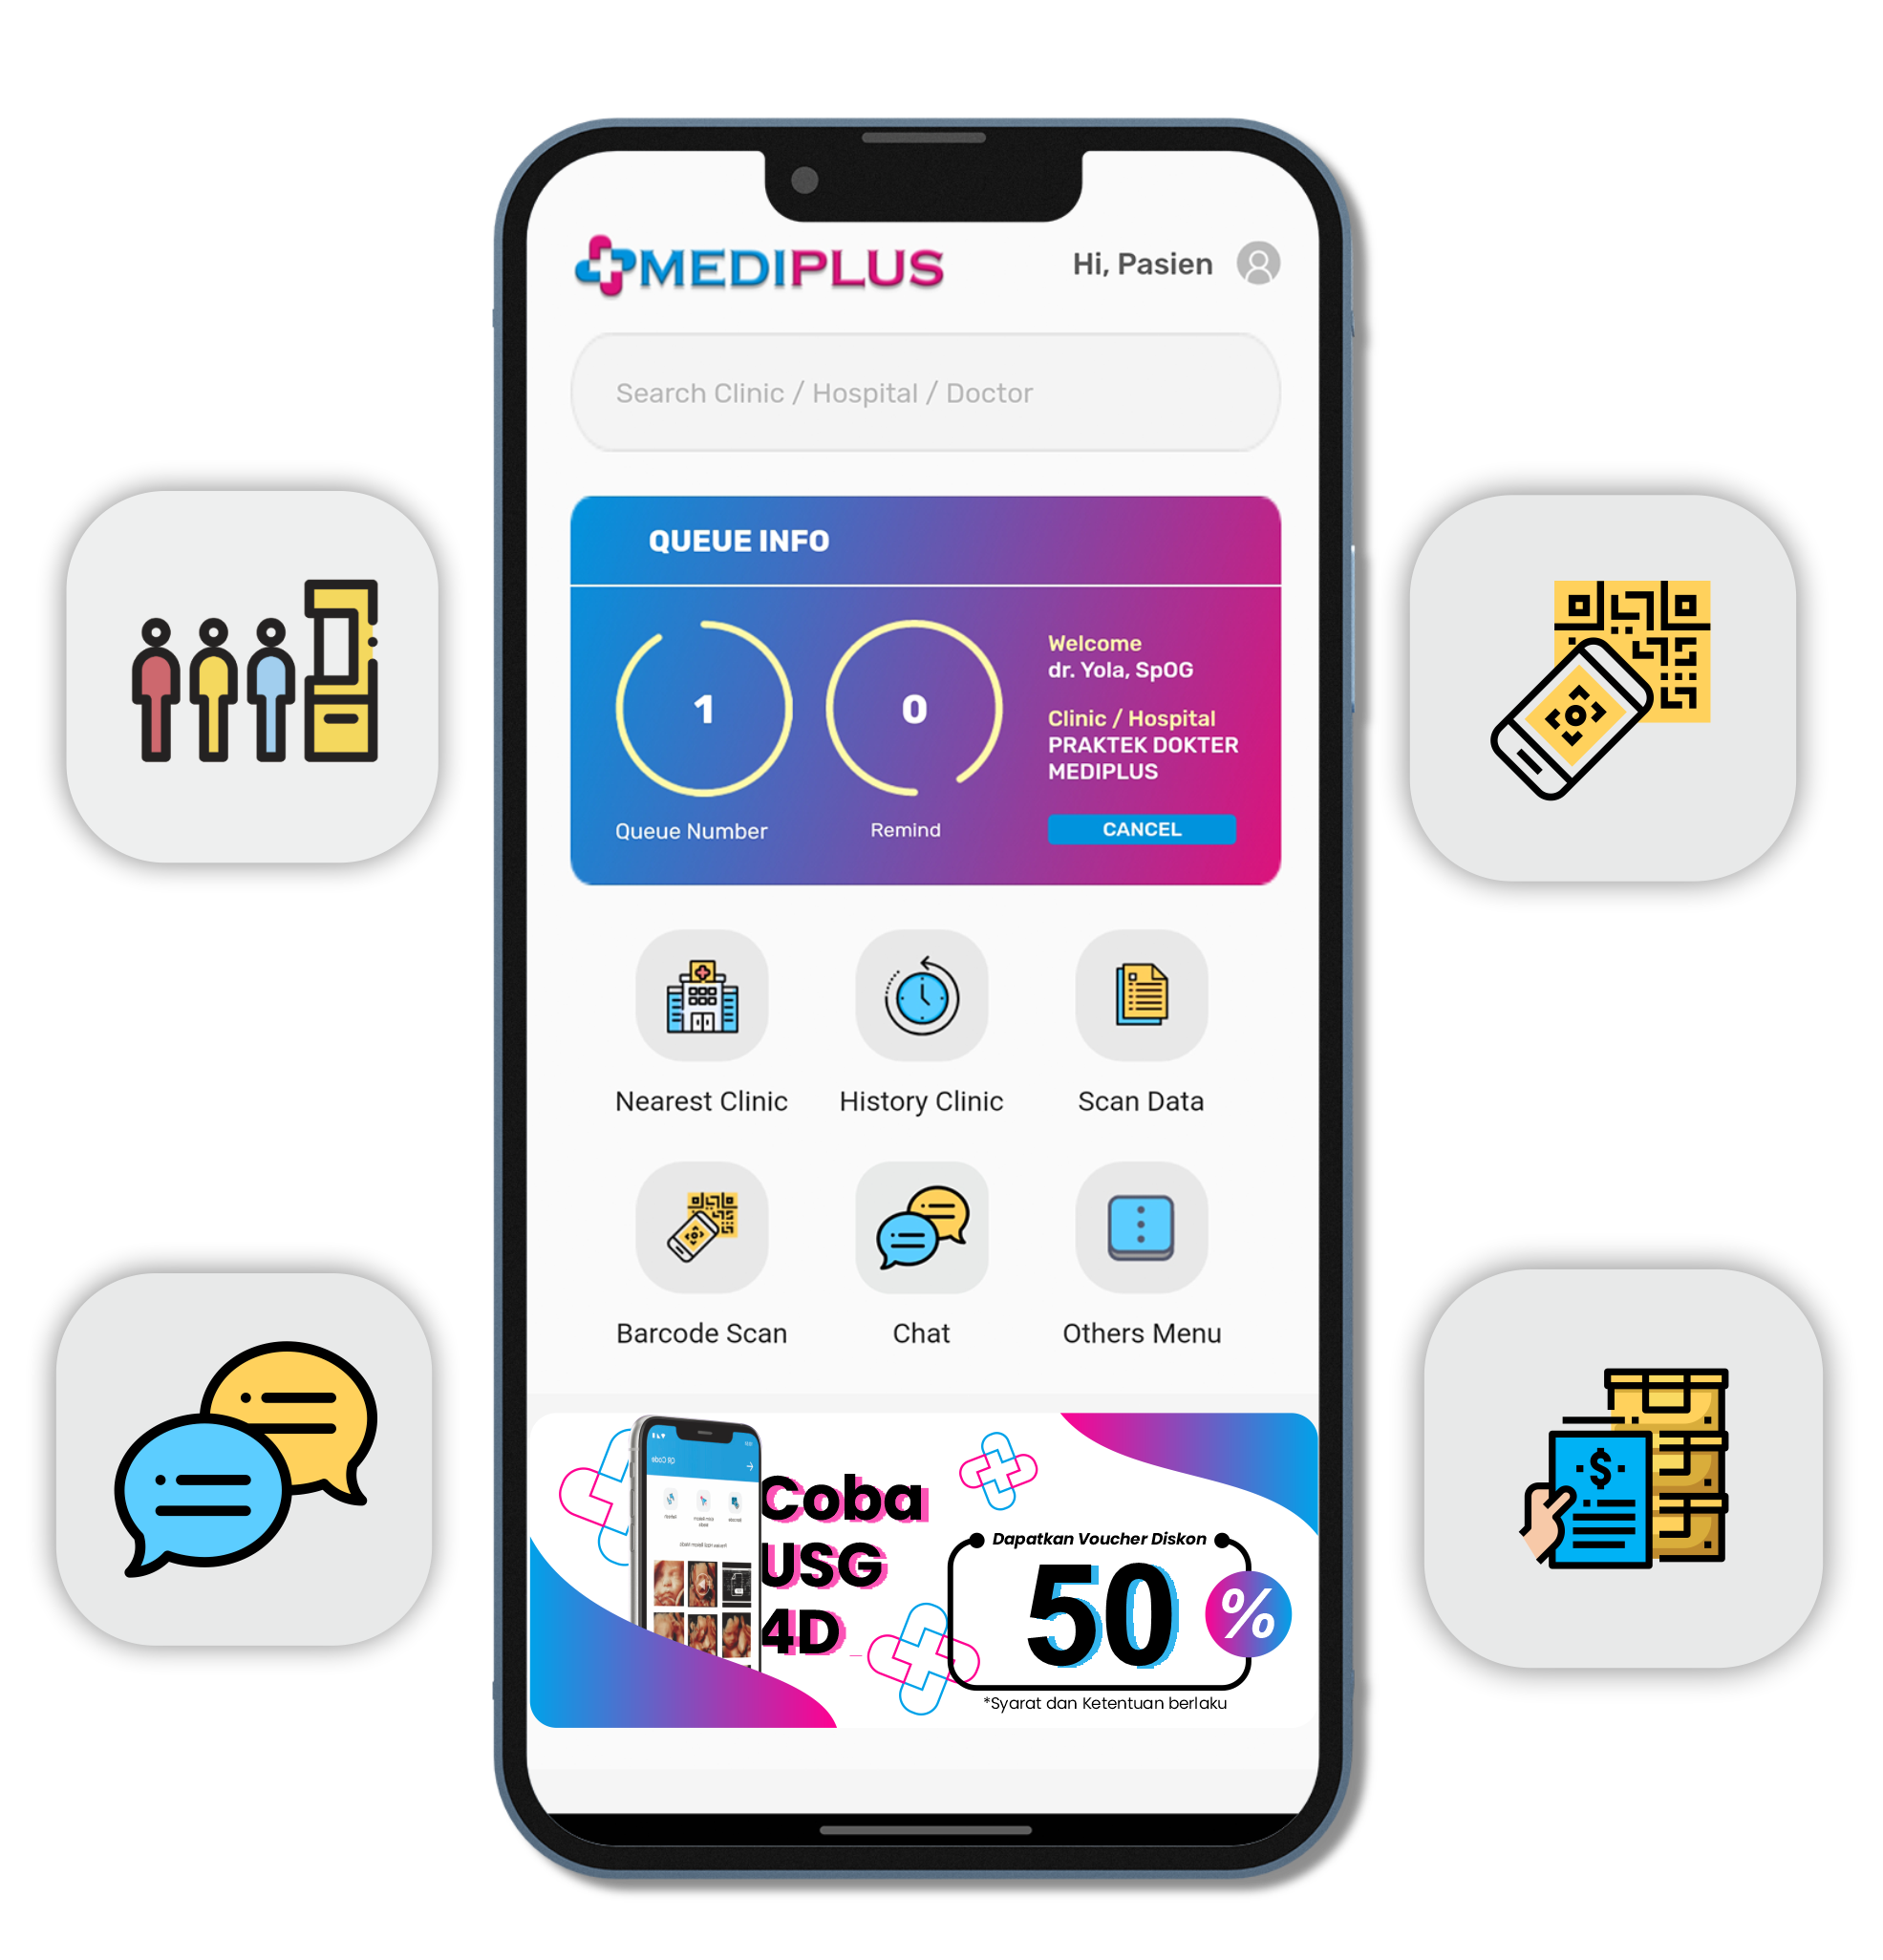 MEDIPLUS
Hi, Pasien
Search Clinic / Hospital / Doctor
QUEUE INFO
1
Queue Number
0
Remind
Welcome
dr. Yola, SpOG
Clinic / Hospital
PRAKTEK DOKTER
MEDIPLUS
CANCEL
Nearest Clinic
History Clinic
Scan Data
Barcode Scan
Chat
Others Menu
QR Code
Coba
USG
4D
Dapatkan Voucher Diskon
50
%
*Syarat dan Ketentuan berlaku
$